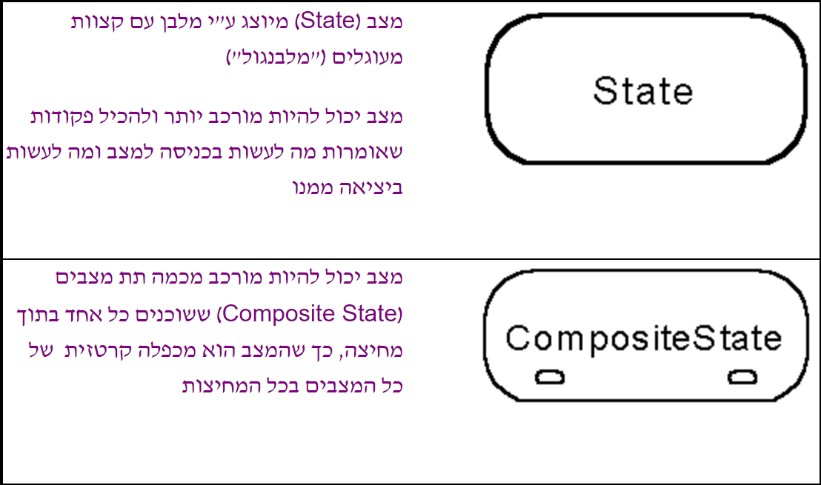 מצב (State) מיוצג ע״י מלבן עם קצוות
מעוגלים (״מלבנגול״)
מצב יכול להיות מורכב יותר ולהכיל פקודות
שאומרות מה לעשות בכניסה למצב ומה לעשות
ביציאה ממנו
State
מצב יכול להיות מורכב מכמה תת מצבים
(Composite State) ששוכנים כל אחד בתוך
מחיצה, כך שהמצב הוא מכפלה קרטזית של
כל המצבים בכל המחיצות
CompositeState